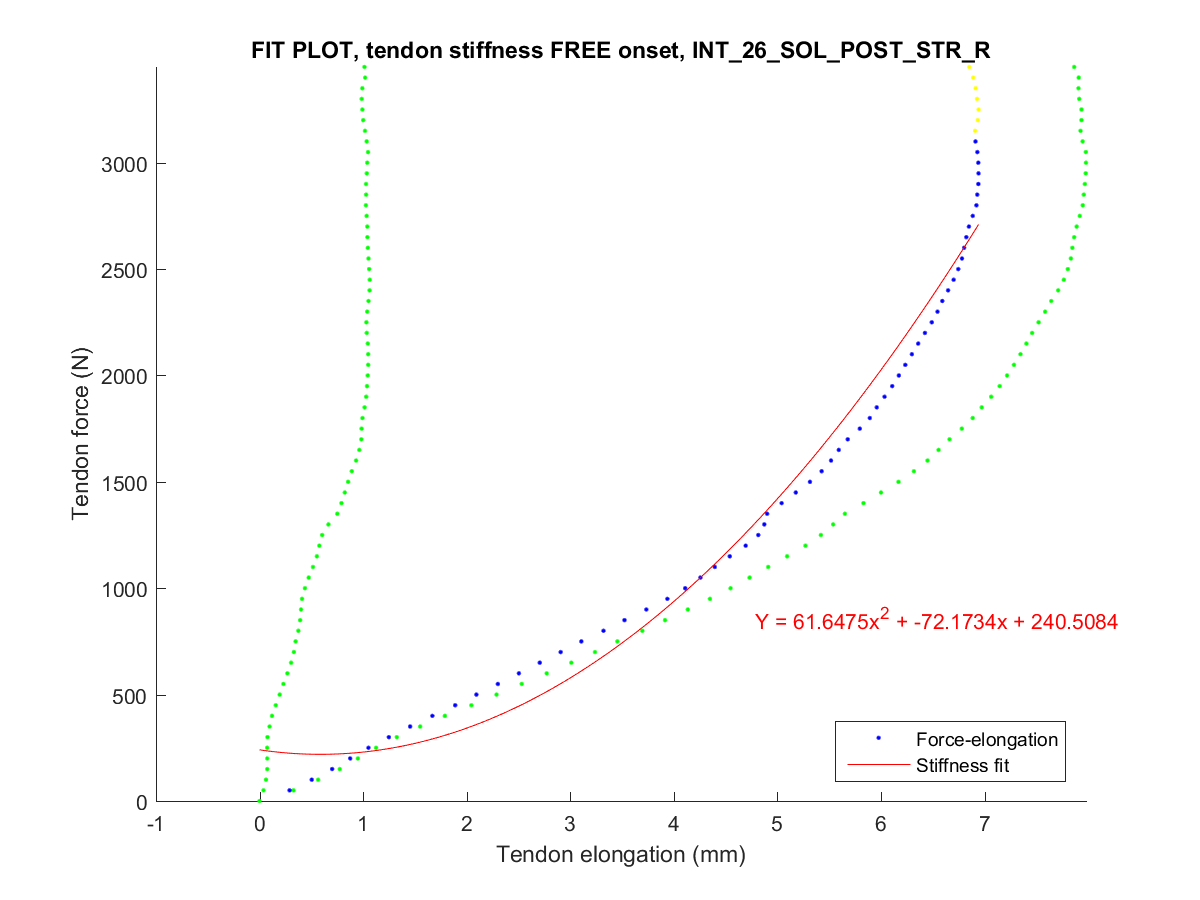 FIT PLOT, tendon stiffness FREE onset, INT_26_SOL_POST_STR_R
3000
2500
2000
1500
1000
500
0
Tendon force (N)
Y = 61.6475x² + -72.1734x + 240.5084
Force-elongation
Stiffness fit
-1 0 1 2 3 4 5 6 7
Tendon elongation (mm)